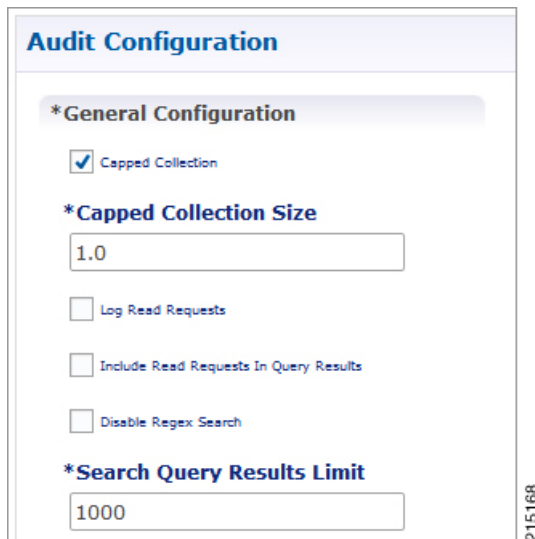 Audit Configuration
*General Configuration
Capped Collection
*Capped Collection Size
1.0
Log Read Requests
Include Read Requests In Query Results
Disable Regex Search
*Search Query Results Limit
1000
215168